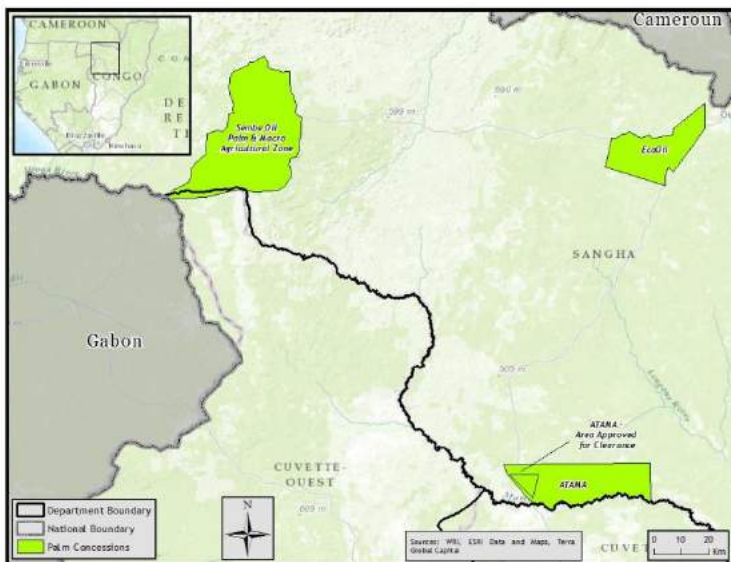 CAMEROON
GABON
CONGO
Brazzaville
Kinshasa
Cameroun
Sembe Oil
Palm & Macro
Agricultural Zone
599 m
EcoOil
SANGHA
Gabon
ATAMA -
Area Approved
for Clearance
ATAMA
CUVETTE-
OUEST
Department Boundary
National Boundary
Palm Concessions
N
Sources: WRI, ESRI Data and Maps, Terra
Global Capital
0 10 20
Km